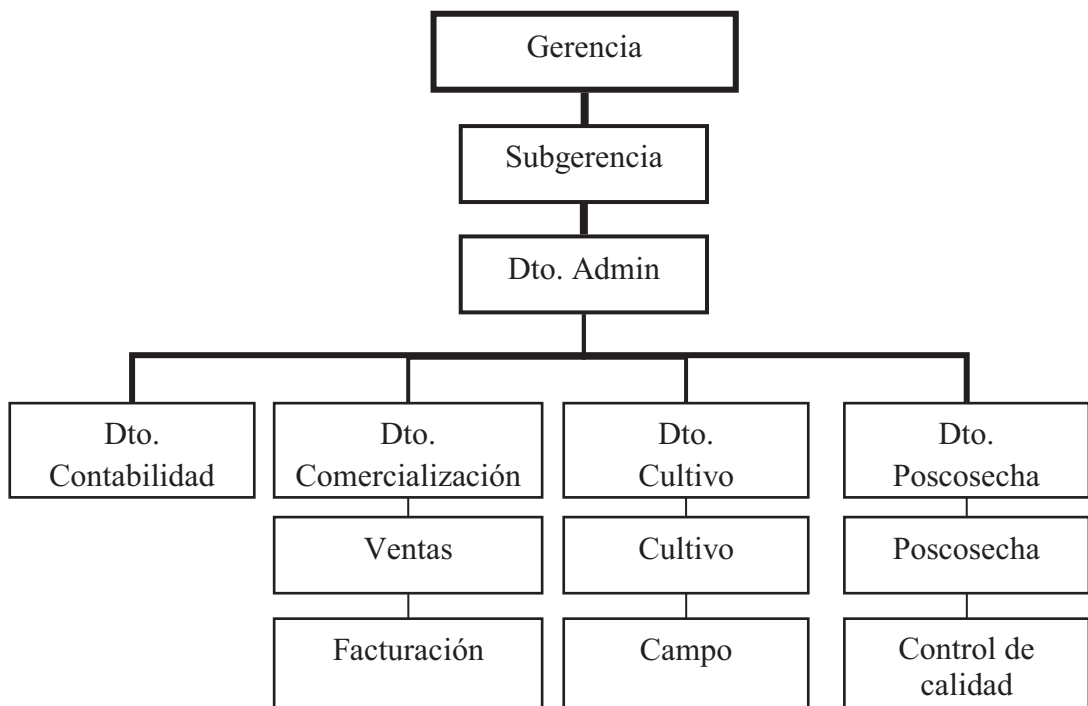 Gerencia
Subgerencia
Dto. Admin
Dto.
Contabilidad
Dto.
Comercialización
Dto.
Cultivo
Dto.
Poscosecha
Ventas
Cultivo
Poscosecha
Facturación
Campo
Control de
calidad